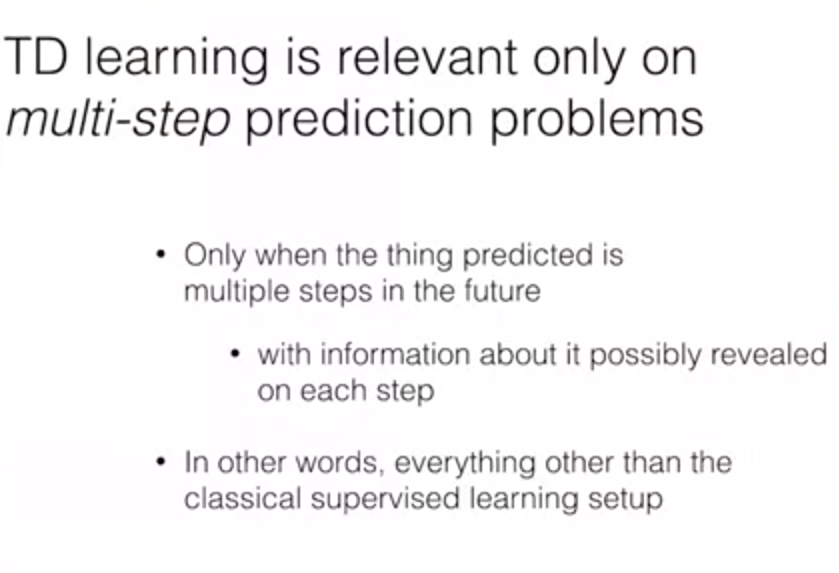 TD learning is relevant only on
multi-step prediction problems
• Only when the thing predicted is
multiple steps in the future
• with information about it possibly revealed
on each step
• In other words, everything other than the
classical supervised learning setup